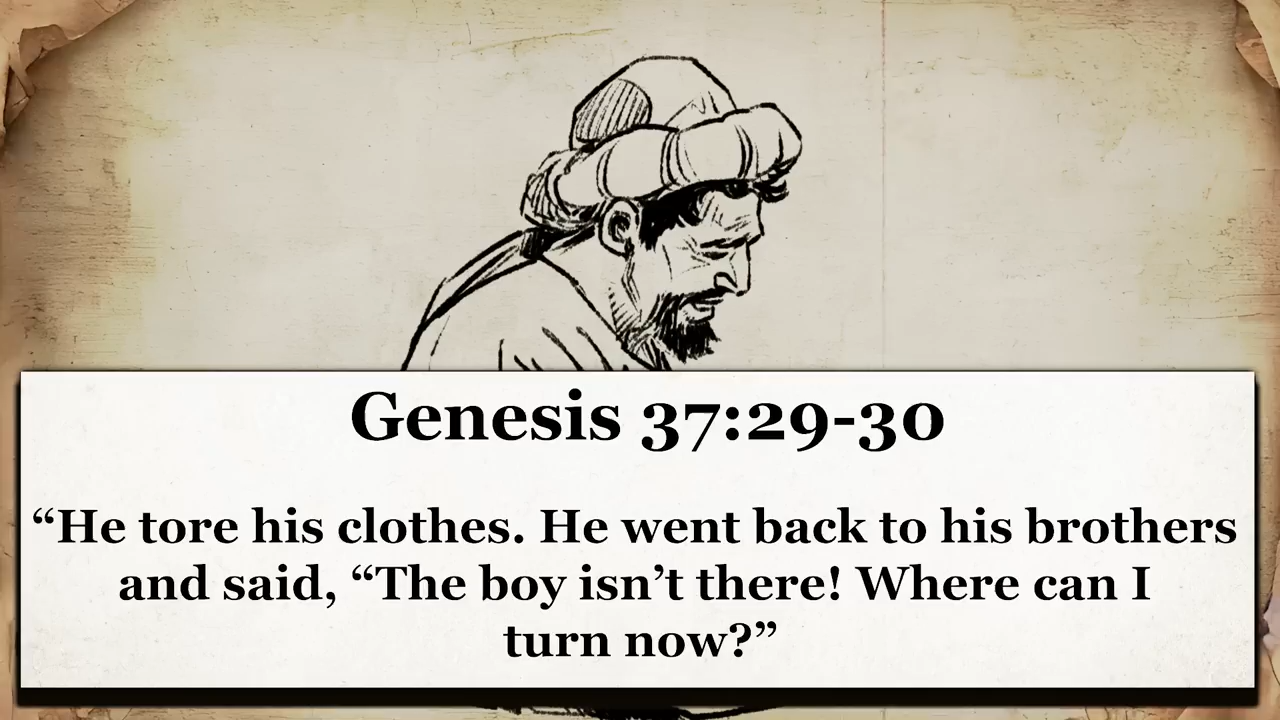 Genesis 37:29-30
“He tore his clothes. He went back to his brothers
and said, “The boy isn’t there! Where can I
turn now?”